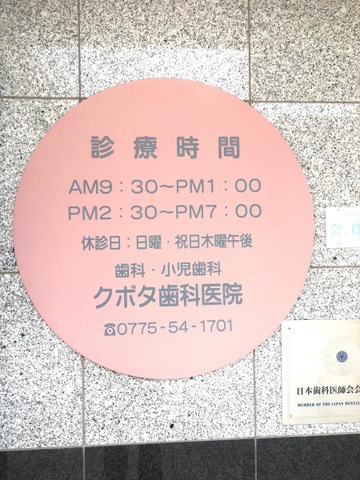 診療時間
AM9：30〜PM1：00
PM2：30〜PM7：00
休診日：日曜・祝日木曜午後
歯科・小児歯科
クボタ歯科医院
☎0775-54-1701
日本歯科医師会会
MEMBER OF THE JAPAN DENTAL